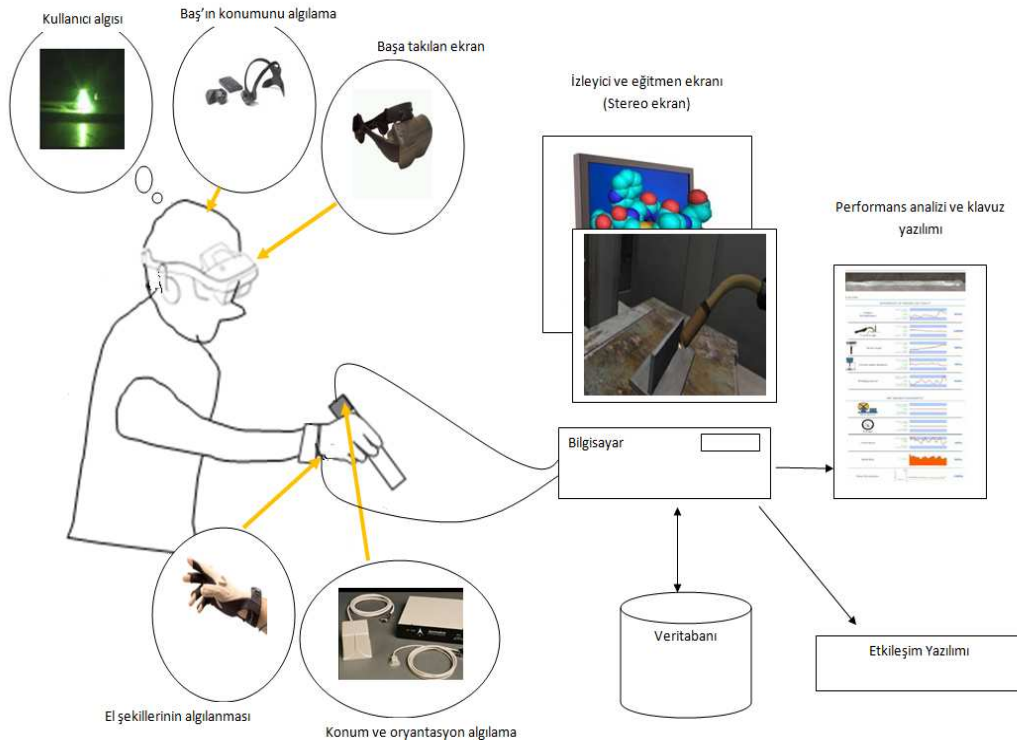 Kullanıcı algısı
Baş'ın konumunu algılama
Başa takılan ekran
İzleyici ve eğitmen ekranı
(Stereo ekran)
Performans analizi ve klavuz
yazılımı
Bilgisayar
Veritabanı
Etkileşim Yazılımı
El şekillerinin algılanması
Konum ve oryantasyon algılama